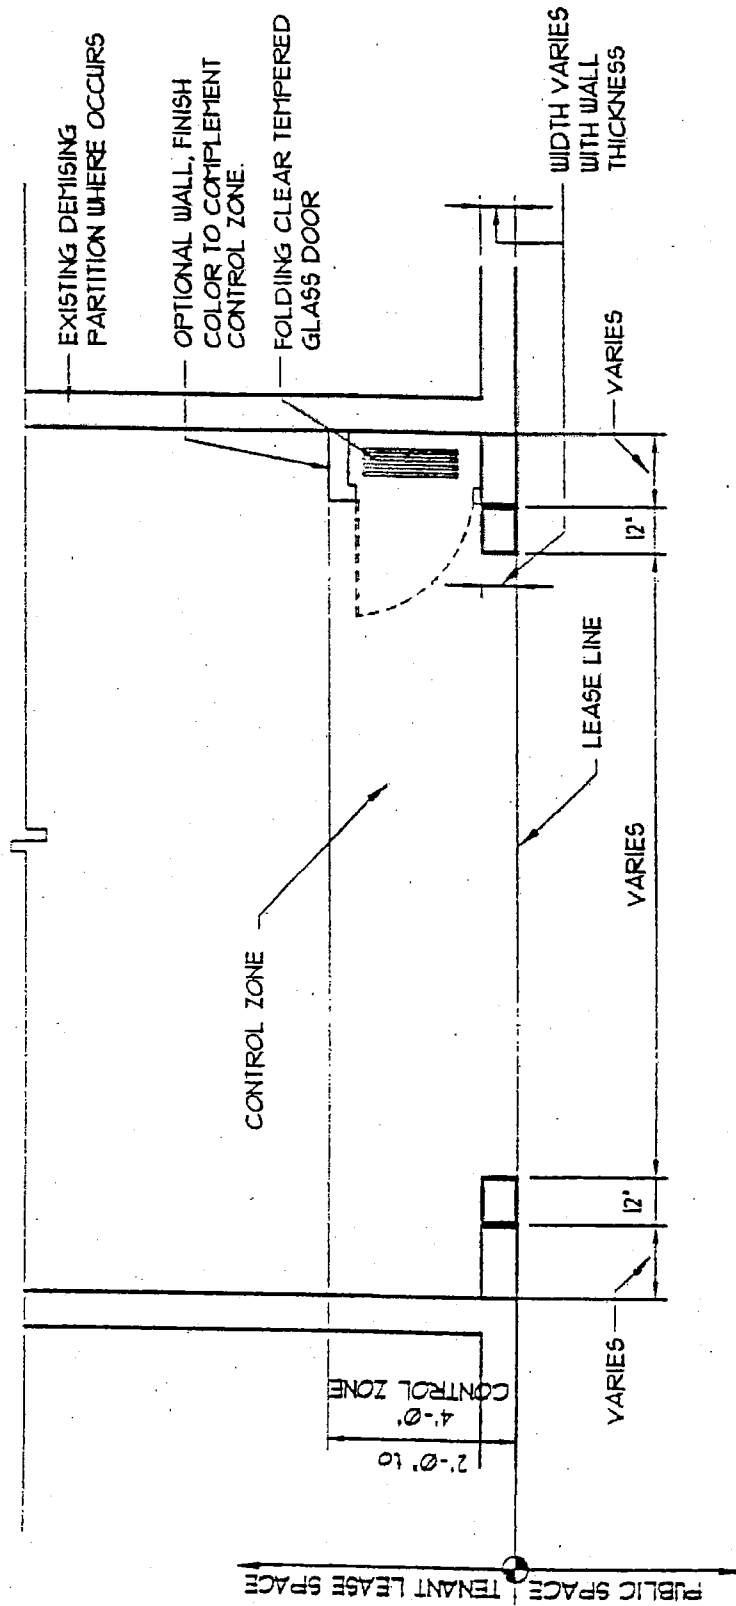 EXISTING DEMISING
PARTITION WHERE OCCURS
OPTIONAL WALL, FINISH
COLOR TO COMPLEMENT
CONTROL ZONE.
FOLDING CLEAR TEMPERED
GLASS DOOR
WIDTH VARIES
WITH WALL
THICKNESS
CONTROL ZONE
LEASE LINE
VARIES
12"
VARIES
12"
VARIES
2'-0" to
4'-0"
CONTROL ZONE
PUBLIC SPACE
TENANT LEASE SPACE